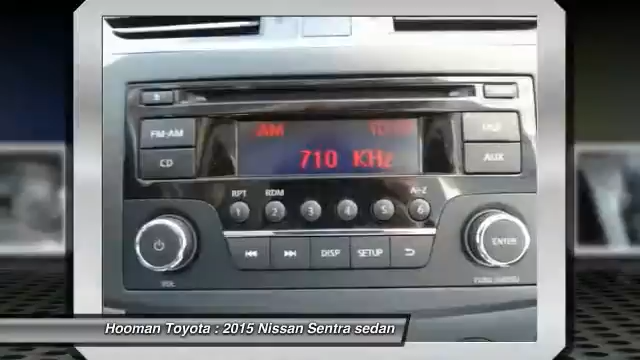 AM
710 KHz
FM-AM
CD
AUX
RPT RDM A-Z
1 2 3 4 5 6
DISP SETUP
ENTER
VOL
Hooman Toyota : 2015 Nissan Sentra sedan